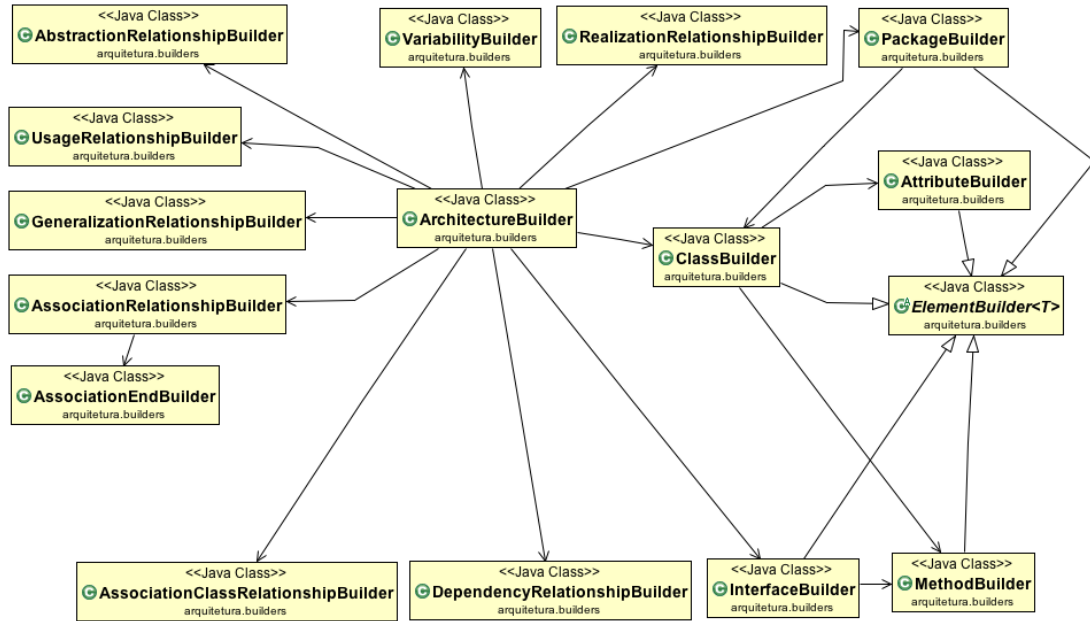 <<Java Class>>
AbstractionRelationshipBuilder
arquitetura.builders
<<Java Class>>
VariabilityBuilder
arquitetura.builders
<<Java Class>>
RealizationRelationshipBuilder
arquitetura.builders
<<Java Class>>
PackageBuilder
arquitetura.builders
<<Java Class>>
UsageRelationshipBuilder
arquitetura.builders
<<Java Class>>
AttributeBuilder
arquitetura.builders
<<Java Class>>
GeneralizationRelationshipBuilder
arquitetura.builders
<<Java Class>>
ArchitectureBuilder
arquitetura.builders
<<Java Class>>
ClassBuilder
arquitetura.builders
<<Java Class>>
AssociationRelationshipBuilder
arquitetura.builders
<<Java Class>>
ElementBuilder<T>
arquitetura.builders
<<Java Class>>
AssociationEndBuilder
arquitetura.builders
<<Java Class>>
AssociationClassRelationshipBuilder
arquitetura.builders
<<Java Class>>
DependencyRelationshipBuilder
arquitetura.builders
<<Java Class>>
InterfaceBuilder
arquitetura.builders
<<Java Class>>
MethodBuilder
arquitetura.builders